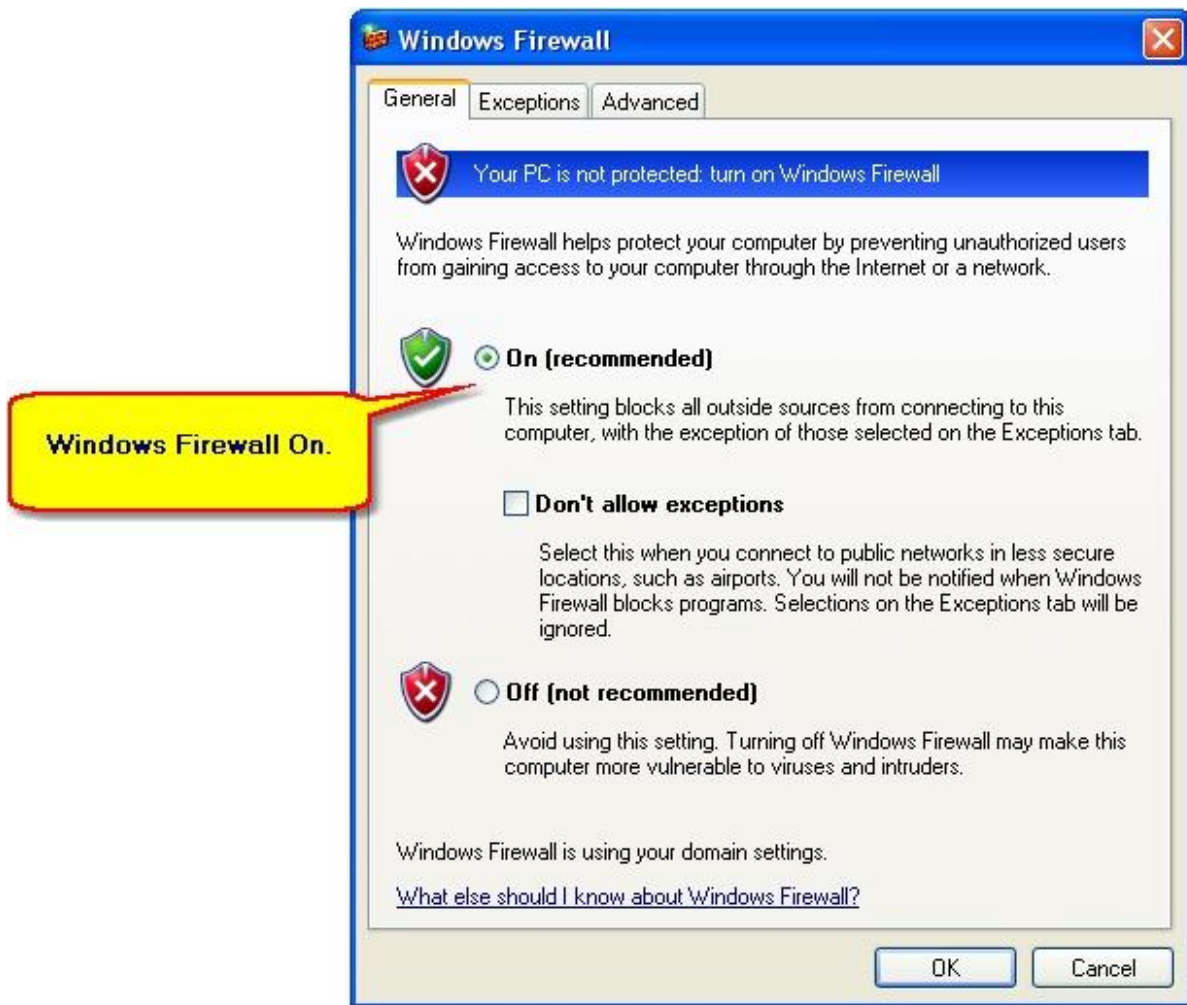 Windows Firewall
General Exceptions Advanced
Your PC is not protected: turn on Windows Firewall
Windows Firewall helps protect your computer by preventing unauthorized users
from gaining access to your computer through the Internet or a network.
On (recommended)
This setting blocks all outside sources from connecting to this
computer, with the exception of those selected on the Exceptions tab.
Windows Firewall On.
Don't allow exceptions
Select this when you connect to public networks in less secure
locations, such as airports. You will not be notified when Windows
Firewall blocks programs. Selections on the Exceptions tab will be
ignored.
Off (not recommended)
Avoid using this setting. Turning off Windows Firewall may make this
computer more vulnerable to viruses and intruders.
Windows Firewall is using your domain settings.
What else should I know about Windows Firewall?
OK Cancel